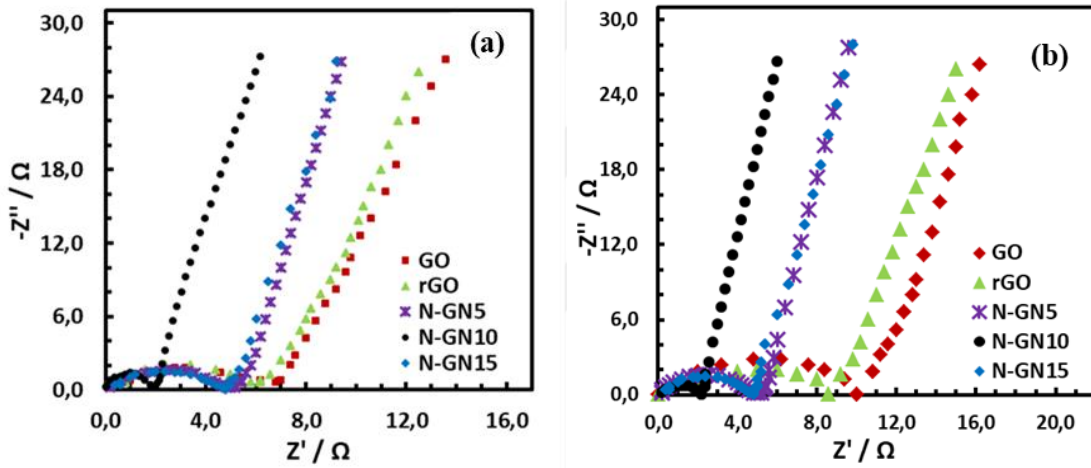 (a)
30,0
24,0
18,0
12,0
6,0
0,0
-Z'' / Ω
0,0 4,0 8,0 12,0 16,0
Z' / Ω
GO
rGO
N-GN5
N-GN10
N-GN15
(b)
30,0
24,0
18,0
12,0
6,0
0,0
-Z'' / Ω
0,0 4,0 8,0 12,0 16,0 20,0
Z' / Ω
GO
rGO
N-GN5
N-GN10
N-GN15